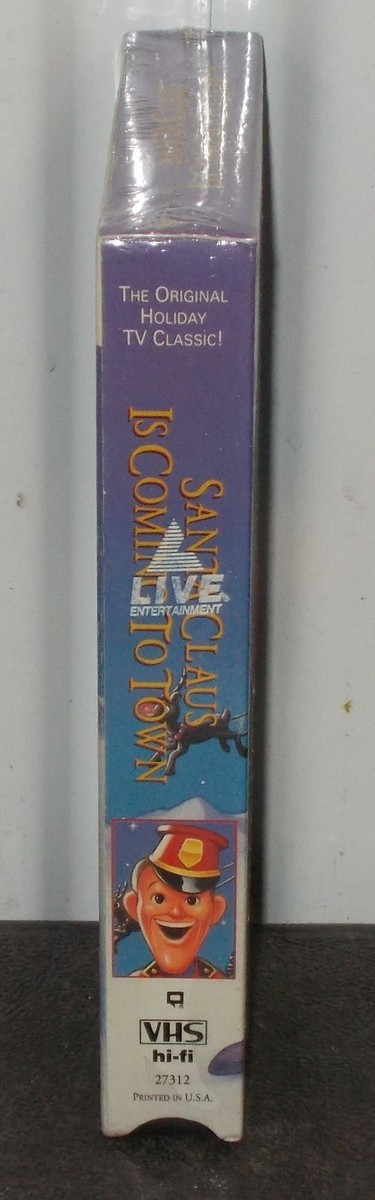 THE ORIGINAL
HOLIDAY
TV CLASSIC!
SANTA CLAUS
IS COMIN' TO TOWN
LIVE
ENTERTAINMENT
VHS
hi-fi
27312
PRINTED IN U.S.A.